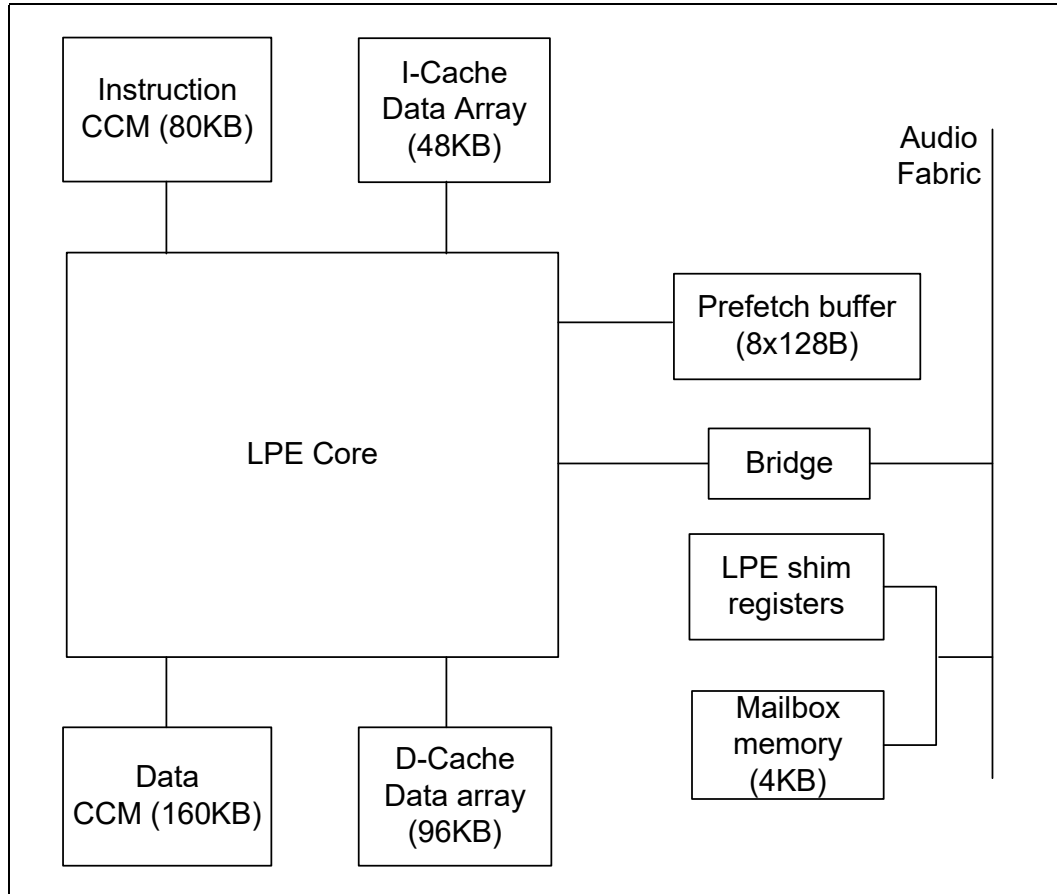 Instruction
CCM (80KB)
I-Cache
Data Array
(48KB)
Audio
Fabric
Prefetch buffer
(8x128B)
LPE Core
Bridge
LPE shim
registers
Mailbox
memory
(4KB)
Data
CCM (160KB)
D-Cache
Data array
(96KB)